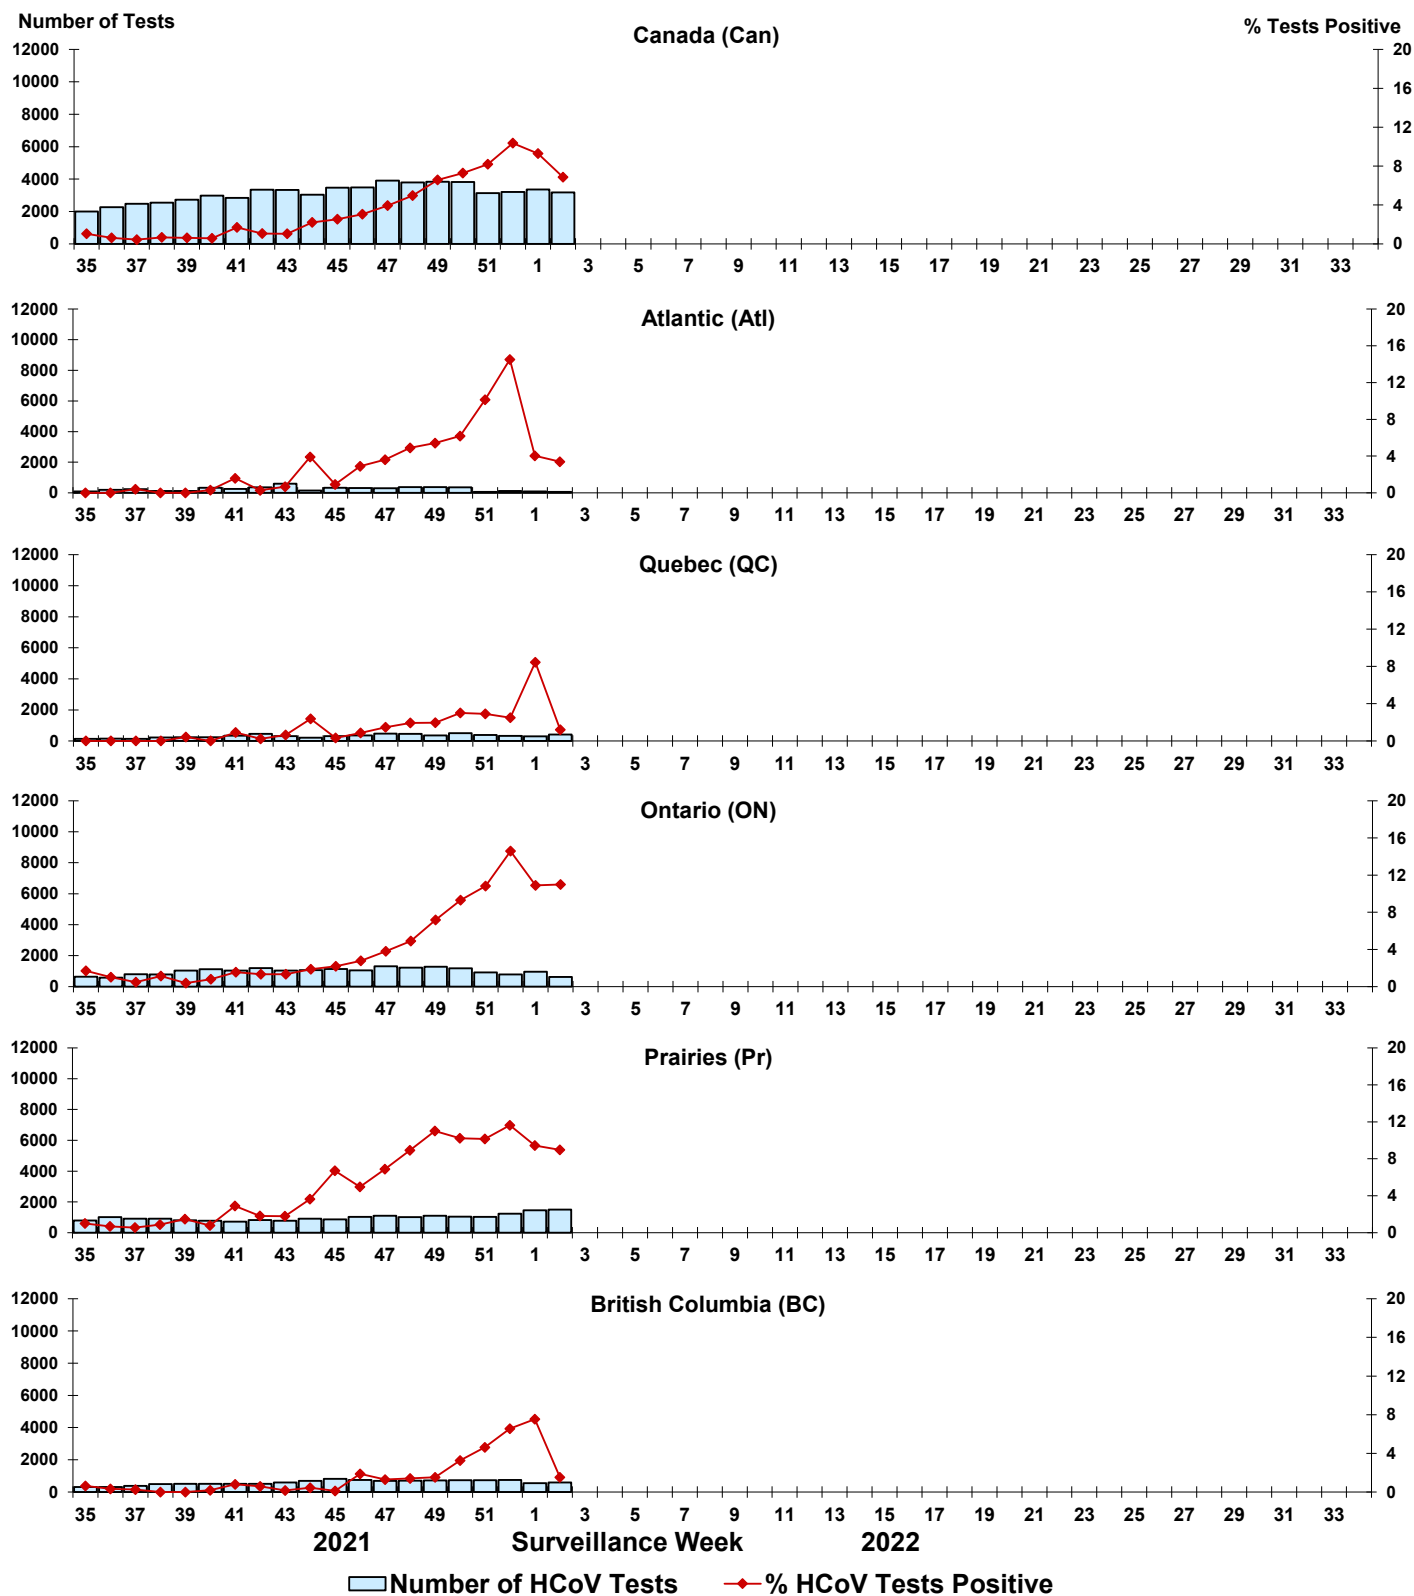 Number of Tests
Canada (Can)
% Tests Positive
12000 10000 8000 6000 4000 2000 0
20 16 12 8 4 0
35 37 39 41 43 45 47 49 51 1 3 5 7 9 11 13 15 17 19 21 23 25 27 29 31 33
Atlantic (Atl)
12000 10000 8000 6000 4000 2000 0
20 16 12 8 4 0
35 37 39 41 43 45 47 49 51 1 3 5 7 9 11 13 15 17 19 21 23 25 27 29 31 33
Quebec (QC)
12000 10000 8000 6000 4000 2000 0
20 16 12 8 4 0
35 37 39 41 43 45 47 49 51 1 3 5 7 9 11 13 15 17 19 21 23 25 27 29 31 33
Ontario (ON)
12000 10000 8000 6000 4000 2000 0
20 16 12 8 4 0
35 37 39 41 43 45 47 49 51 1 3 5 7 9 11 13 15 17 19 21 23 25 27 29 31 33
Prairies (Pr)
12000 10000 8000 6000 4000 2000 0
20 16 12 8 4 0
35 37 39 41 43 45 47 49 51 1 3 5 7 9 11 13 15 17 19 21 23 25 27 29 31 33
British Columbia (BC)
12000 10000 8000 6000 4000 2000 0
20 16 12 8 4 0
35 37 39 41 43 45 47 49 51 1 3 5 7 9 11 13 15 17 19 21 23 25 27 29 31 33
2021 Surveillance Week 2022
Number of HCoV Tests % HCoV Tests Positive